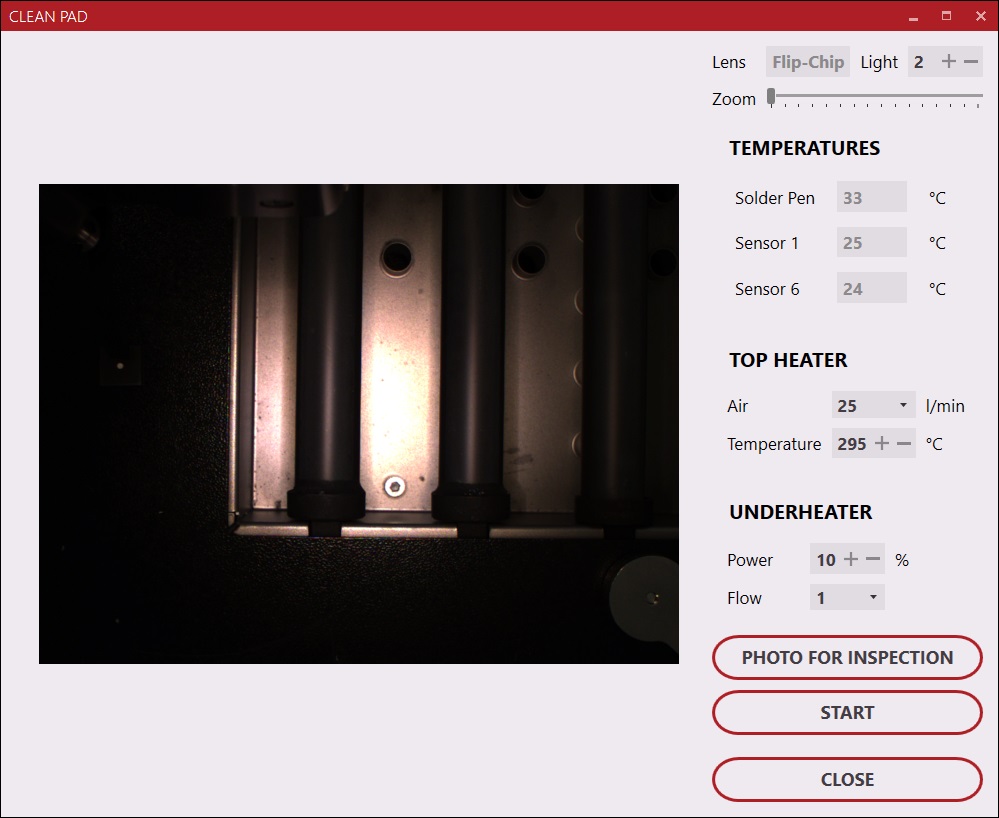 CLEAN PAD
Lens Flip-Chip Light 2
Zoom
TEMPERATURES
Solder Pen 33 °C
Sensor 1 25 °C
Sensor 6 24 °C
TOP HEATER
Air 25 l/min
Temperature 295 °C
UNDERHEATER
Power 10 %
Flow 1
PHOTO FOR INSPECTION
START
CLOSE